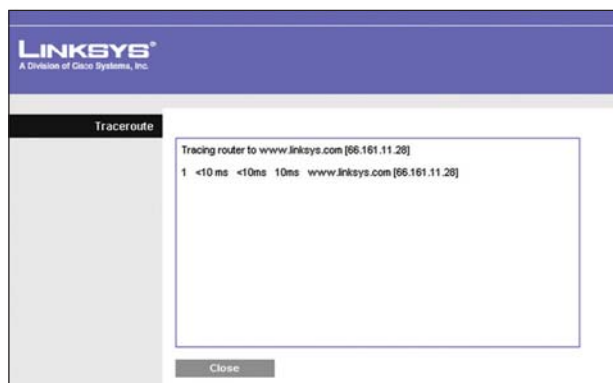 LINKSYS®
A Division of Cisco Systems, Inc.
Traceroute
Tracing router to www.linksys.com [66.161.11.28]
1 <10 ms <10ms 10ms www.linksys.com [66.161.11.28]
Close